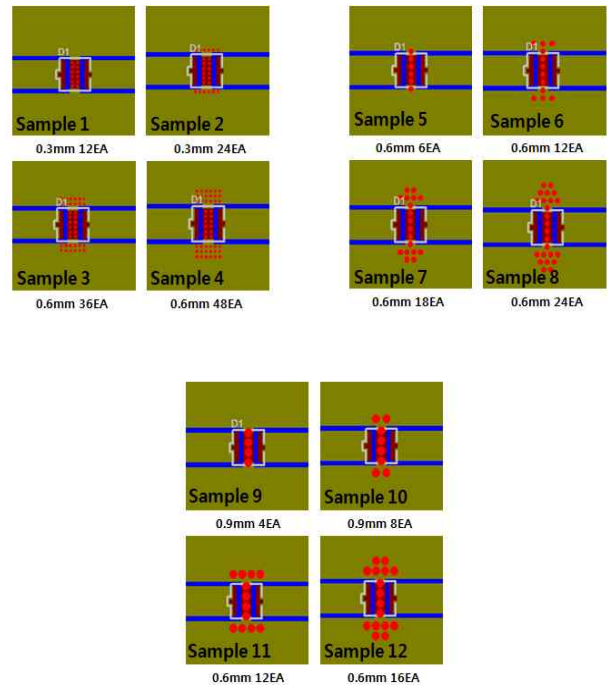 D1
Sample 1
0.3mm 12EA
D1
Sample 2
0.3mm 24EA
D1
Sample 3
0.6mm 36EA
D1
Sample 4
0.6mm 48EA
D1
Sample 5
0.6mm 6EA
D1
Sample 6
0.6mm 12EA
D1
Sample 7
0.6mm 18EA
D1
Sample 8
0.6mm 24EA
D1
Sample 9
0.9mm 4EA
D1
Sample 10
0.9mm 8EA
D1
Sample 11
0.6mm 12EA
D1
Sample 12
0.6mm 16EA